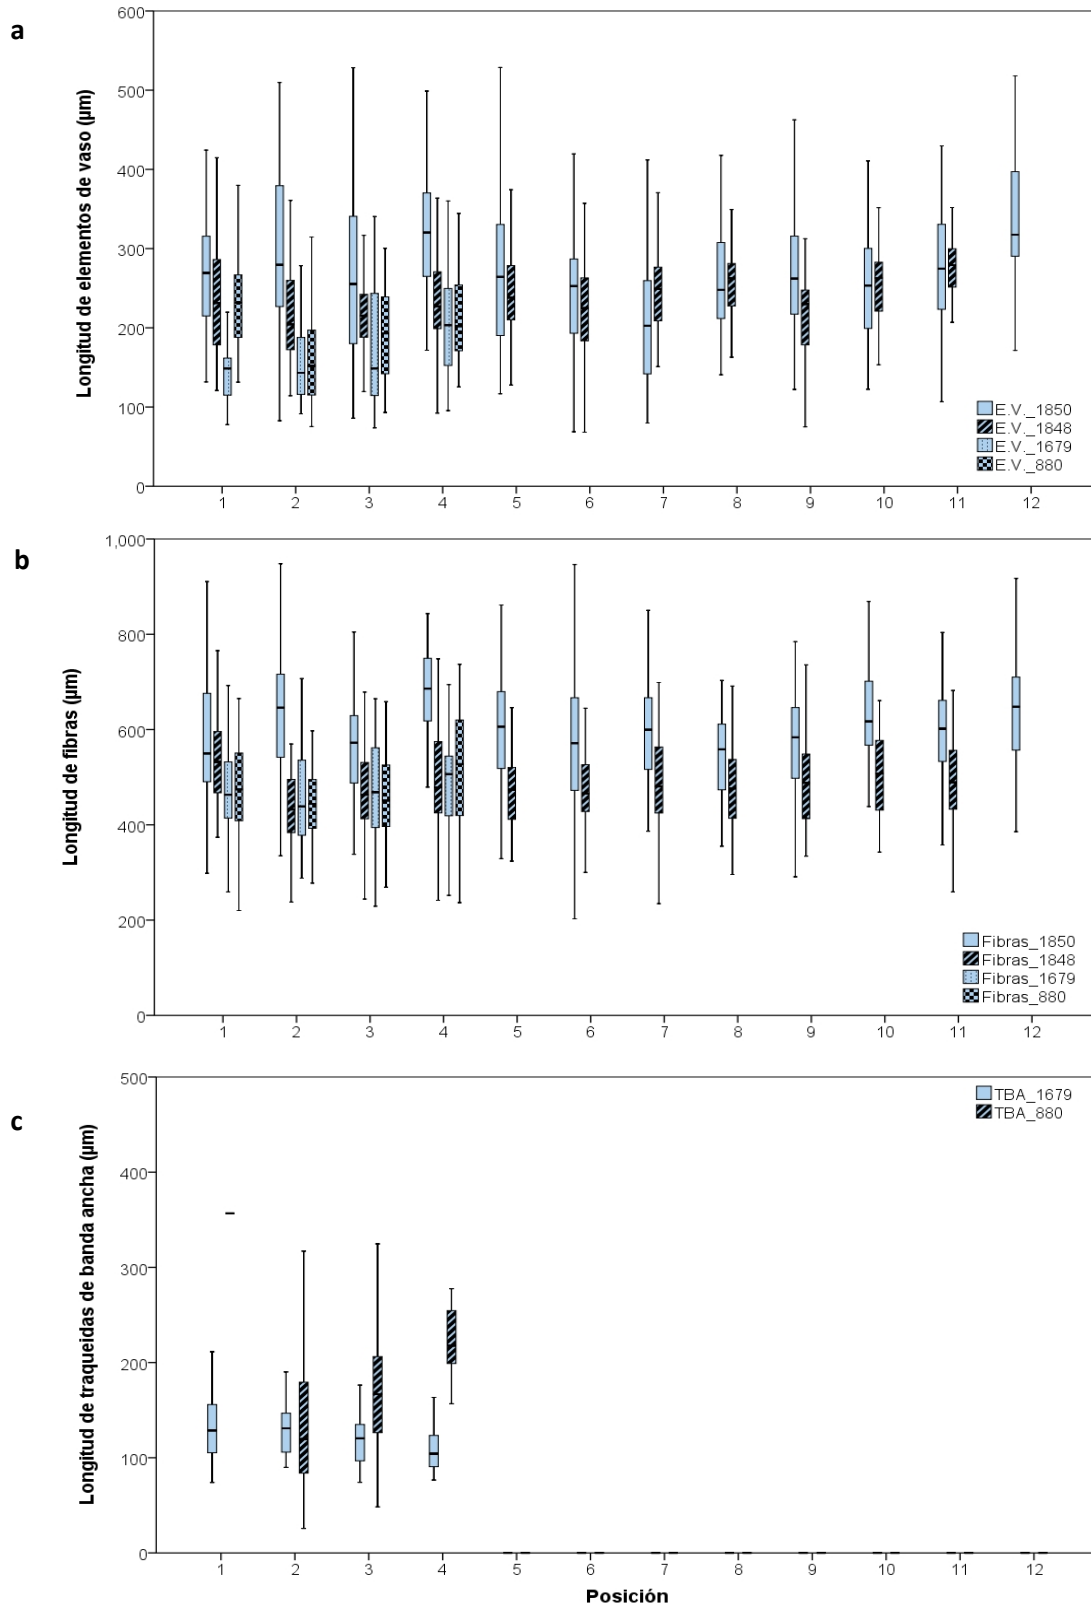 a
Longitud de elementos de vaso (µm)
600
500
400
300
200
100
0
E.V._1850
E.V._1848
E.V._1679
E.V._880
1 2 3 4 5 6 7 8 9 10 11 12
b
Longitud de fibras (µm)
1,000
800
600
400
200
0
Fibras_1850
Fibras_1848
Fibras_1679
Fibras_880
1 2 3 4 5 6 7 8 9 10 11 12
c
Longitud de traqueidas de banda ancha (µm)
500
400
300
200
100
0
TBA_1679
TBA_880
1 2 3 4 5 6 7 8 9 10 11 12
Posición